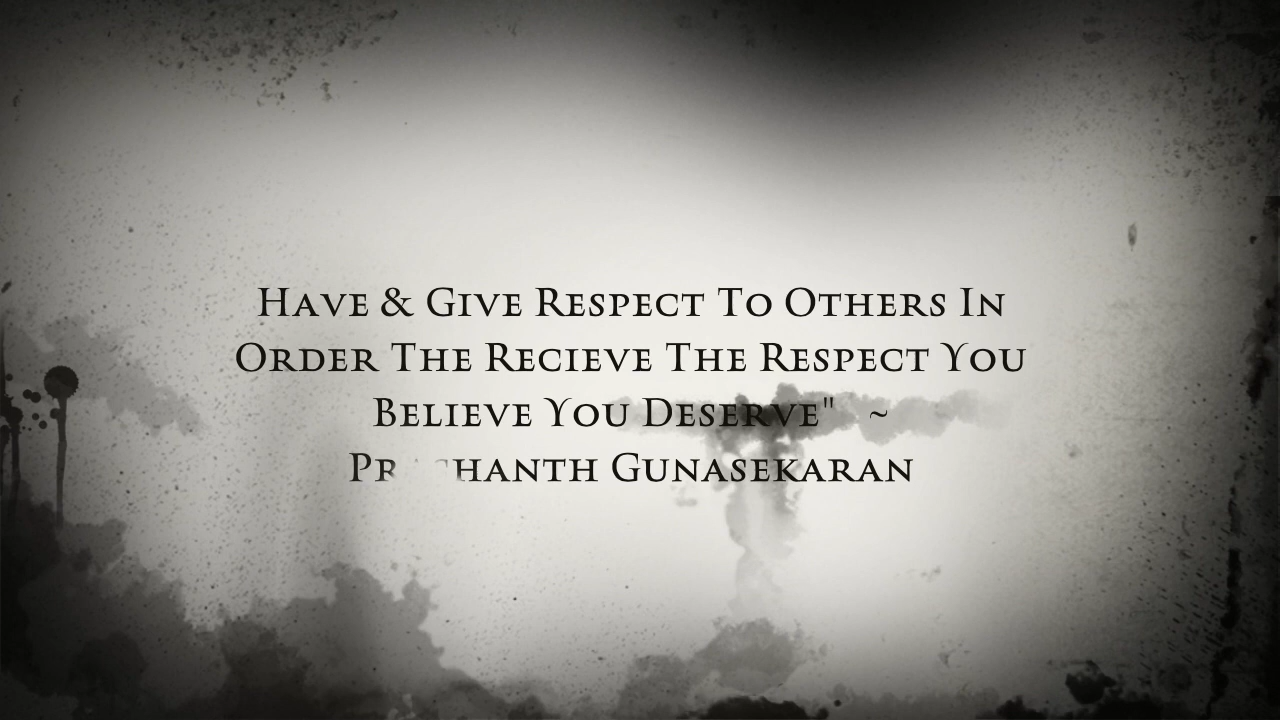 Have & Give Respect To Others In
Order The Recieve The Respect You
Believe You Deserve" ~
Gunasekaran